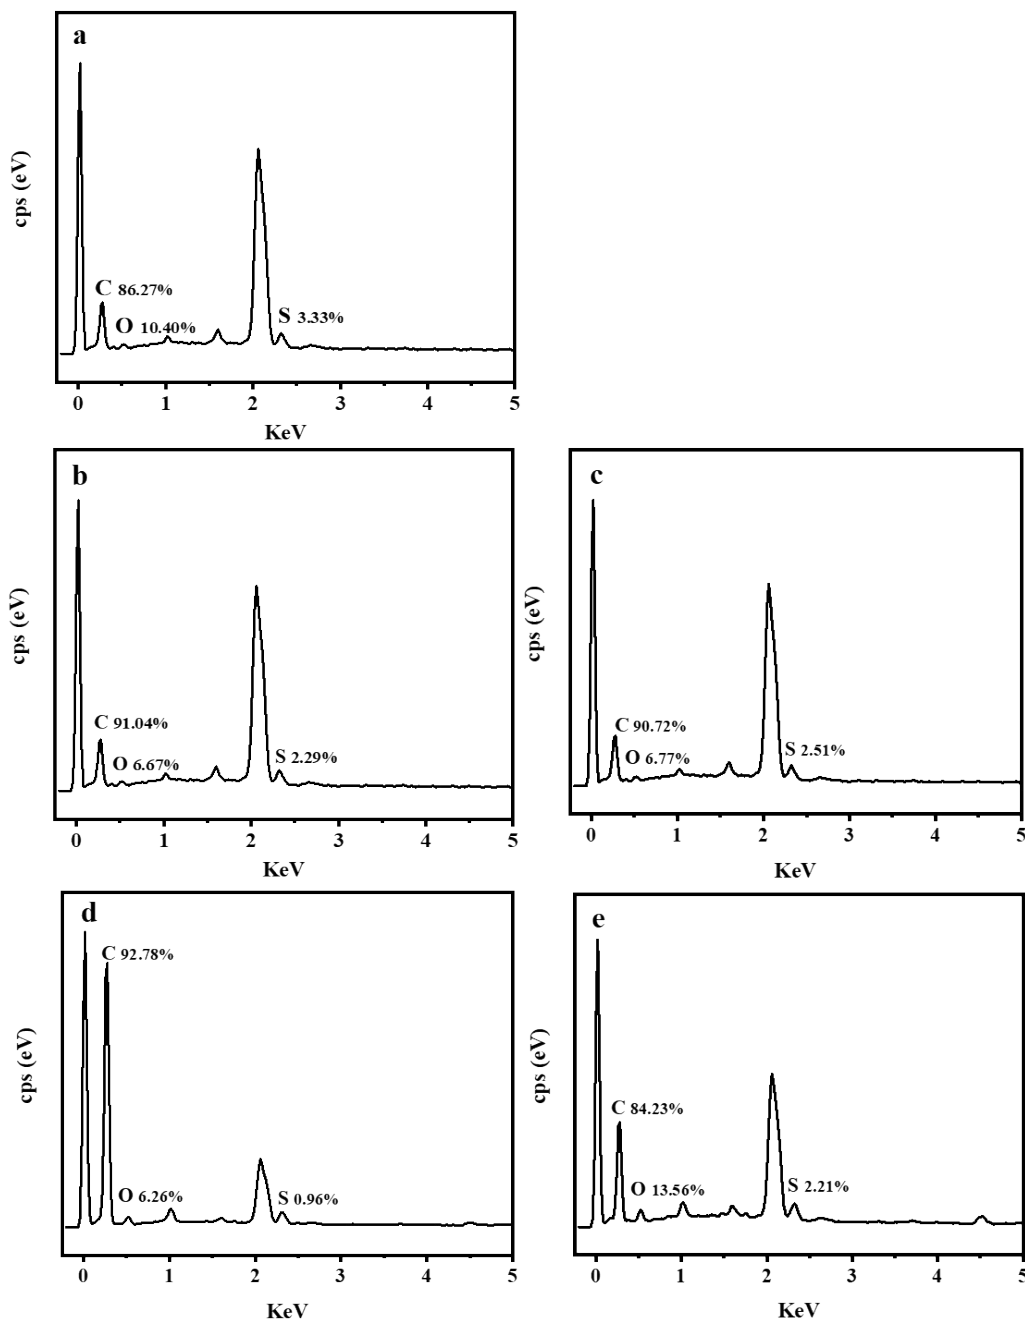 a
cps (eV)
C 86.27%
O 10.40%
S 3.33%
0 1 2 3 4 5
KeV
b
cps (eV)
C 91.04%
O 6.67%
S 2.29%
0 1 2 3 4 5
KeV
c
cps (eV)
C 90.72%
O 6.77%
S 2.51%
0 1 2 3 4 5
KeV
d
cps (eV)
C 92.78%
O 6.26%
S 0.96%
0 1 2 3 4 5
KeV
e
cps (eV)
C 84.23%
O 13.56%
S 2.21%
0 1 2 3 4 5
KeV